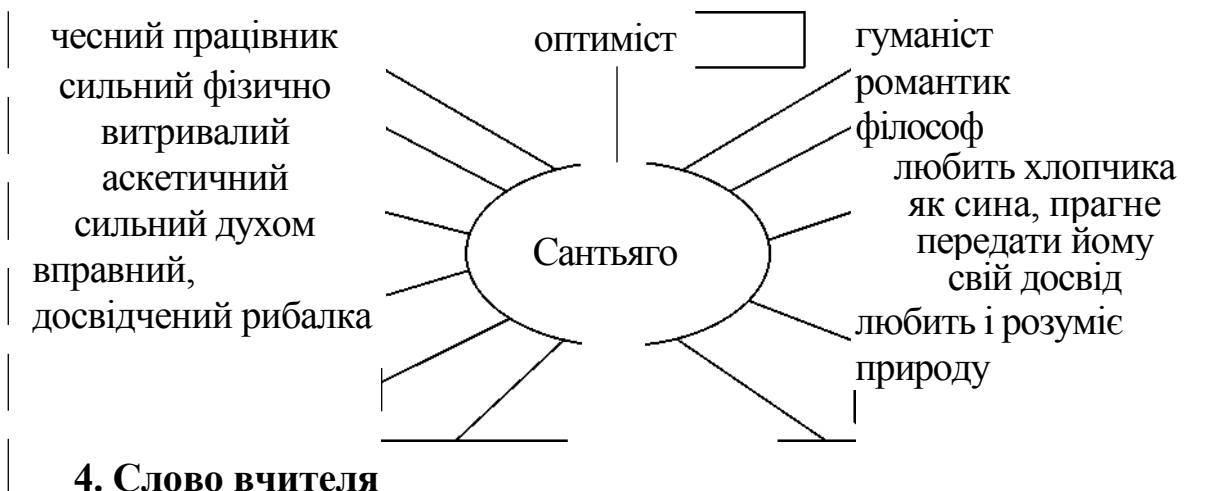 чесний працівник
сильний фізично
витривалий
аскетичний
сильний духом
вправний,
досвідчений рибалка
оптиміст
Сантьяго
гуманіст
романтик
філософ
любить хлопчика
як сина, прагне
передати йому
свій досвід
любить і розуміє
природу
4. Слово вчителя